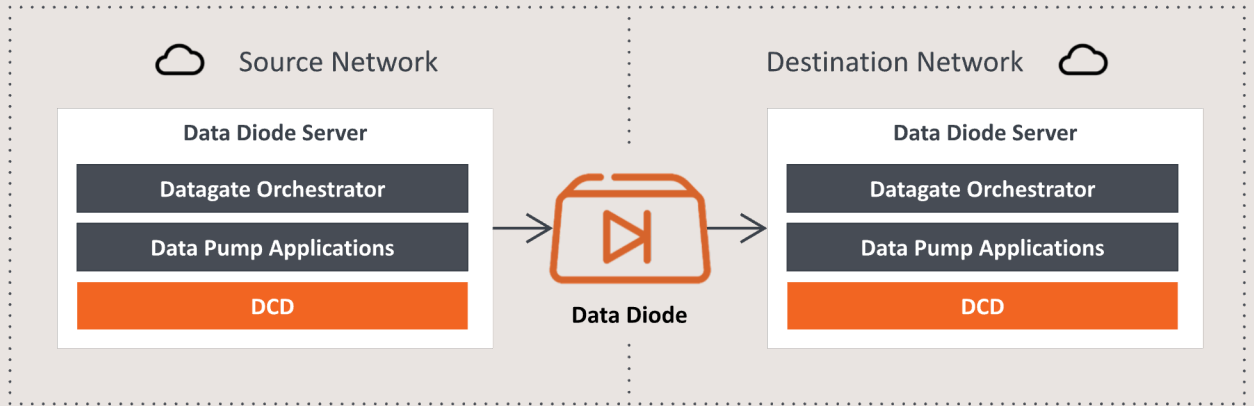 Source Network
Destination Network
Data Diode Server
Datagate Orchestrator
Data Pump Applications
DCD
Data Diode
Data Diode Server
Datagate Orchestrator
Data Pump Applications
DCD